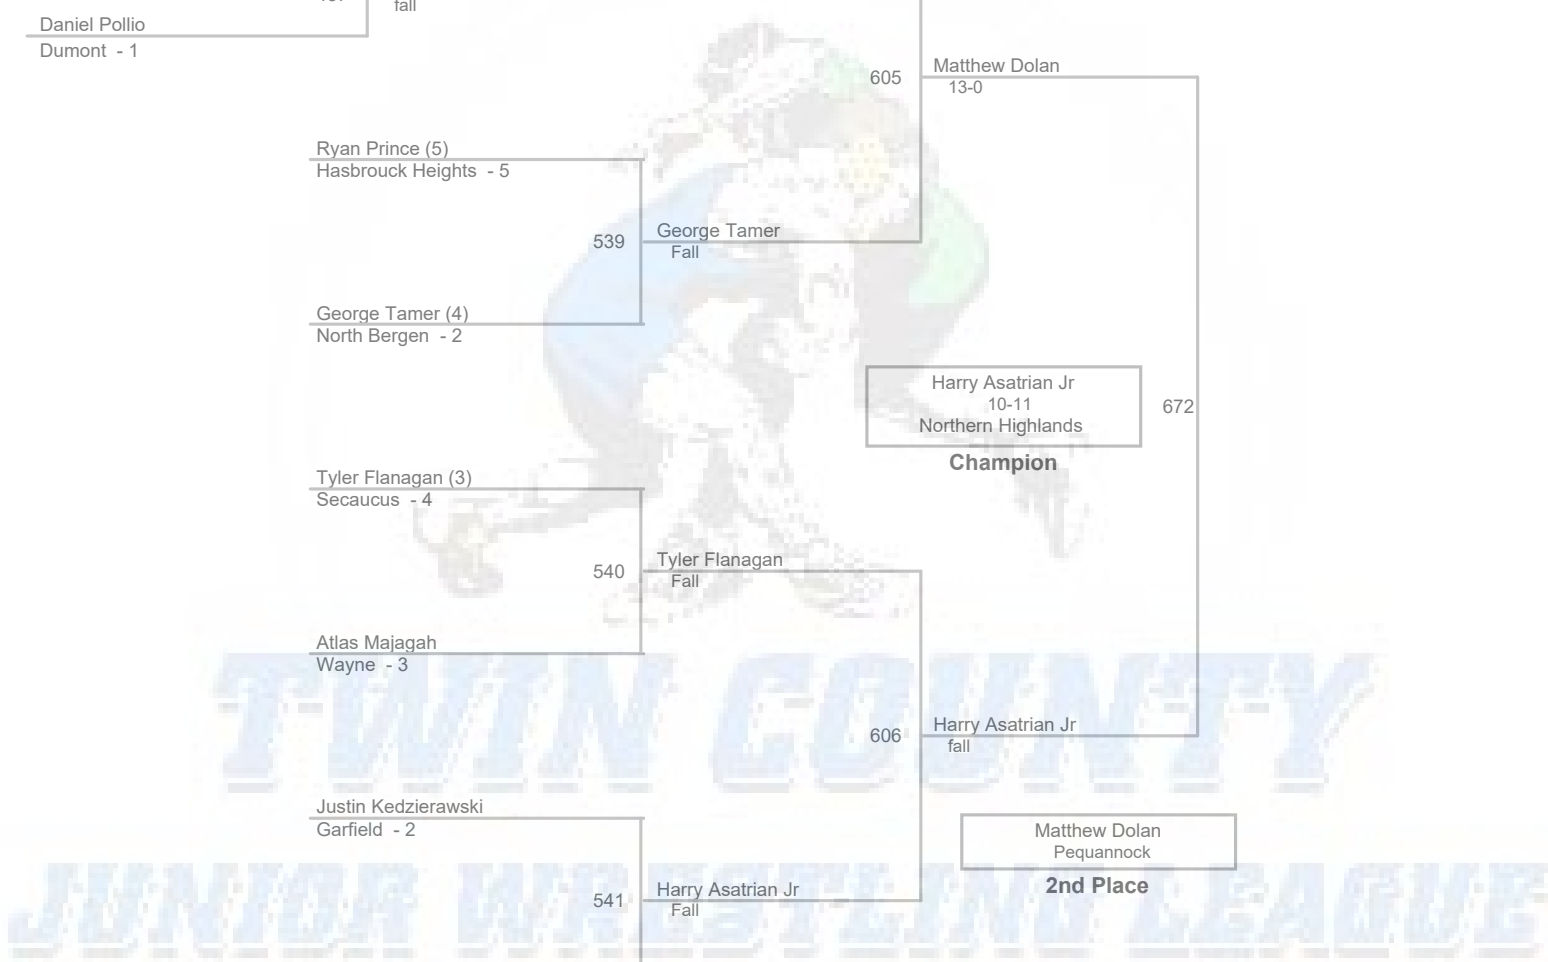 fall
Daniel Pollio
Dumont - 1
605
Matthew Dolan
13-0
Ryan Prince (5)
Hasbrouck Heights - 5
539
George Tamer
Fall
George Tamer (4)
North Bergen - 2
Harry Asatrian Jr
10-11
Northern Highlands
672
Champion
Tyler Flanagan (3)
Secaucus - 4
540
Tyler Flanagan
Fall
Atlas Majagah
Wayne - 3
TWIN COUNTY
606
Harry Asatrian Jr
fall
Justin Kedzierawski
Garfield - 2
Matthew Dolan
Pequannock
2nd Place
JUNIOR WRESTLING LEAGUE
541
Harry Asatrian Jr
Fall